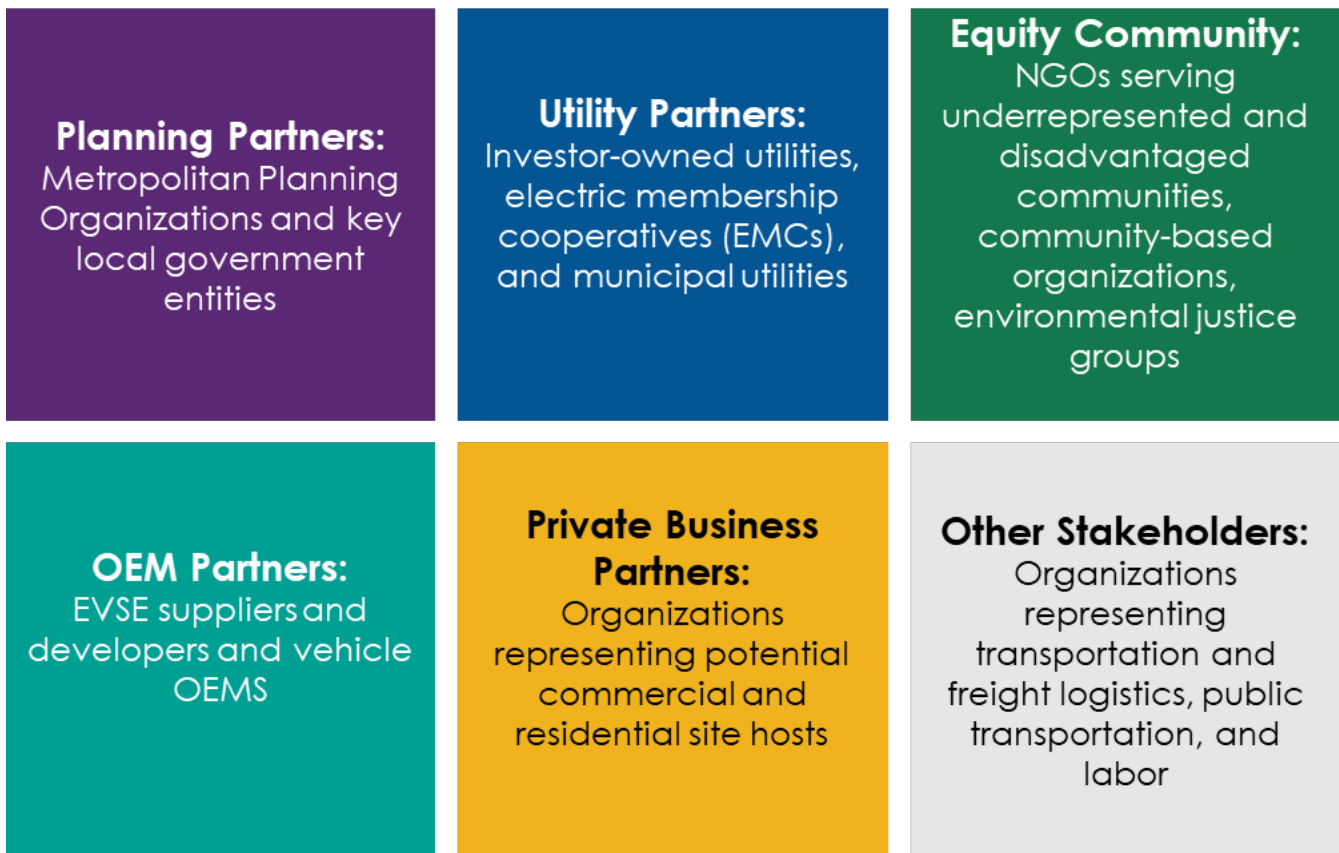 Planning Partners:
Metropolitan Planning
Organizations and key
local government
entities
Utility Partners:
Investor-owned utilities,
electric membership
cooperatives (EMCs),
and municipal utilities
Equity Community:
NGOs serving
underrepresented and
disadvantaged
communities,
community-based
organizations,
environmental justice
groups
OEM Partners:
EVSE suppliers and
developers and vehicle
OEMS
Private Business
Partners:
Organizations
representing potential
commercial and
residential site hosts
Other Stakeholders:
Organizations
representing
transportation and
freight logistics, public
transportation, and
labor